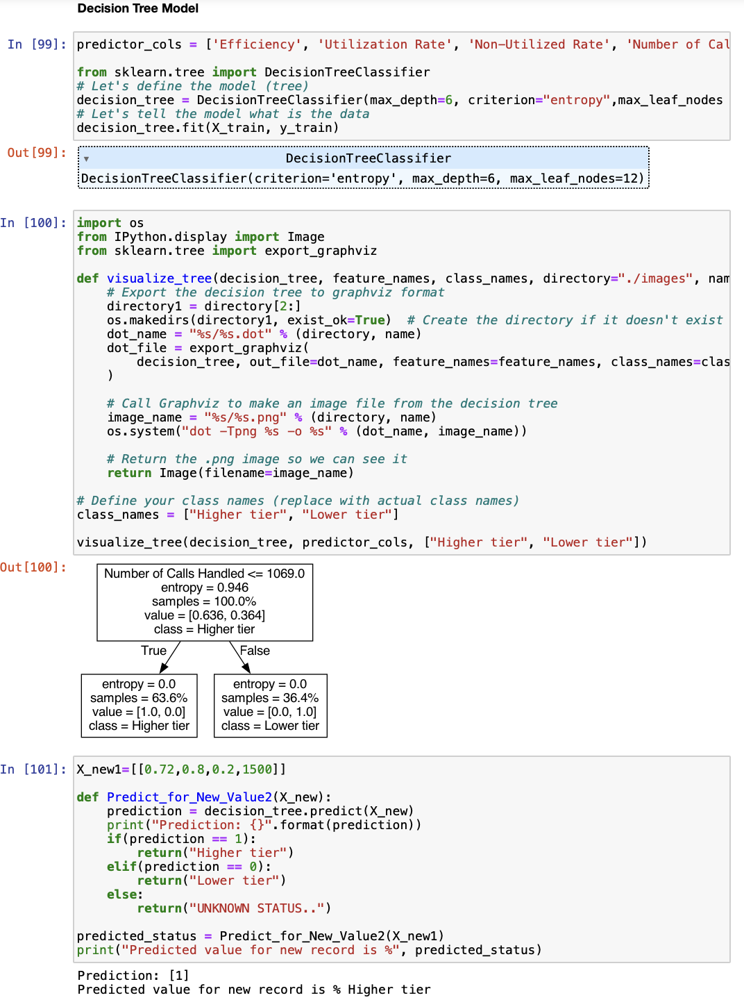 Decision Tree Model
In [99]: predictor_cols = ['Efficiency', 'Utilization Rate', 'Non-Utilized Rate', 'Number of Cal
from sklearn.tree import DecisionTreeClassifier
# Let's define the model (tree)
decision_tree = DecisionTreeClassifier(max_depth=6, criterion="entropy",max_leaf_nodes
# Let's tell the model what is the data
decision_tree.fit(X_train, y_train)
Out[99]: ▾ DecisionTreeClassifier
DecisionTreeClassifier(criterion='entropy', max_depth=6, max_leaf_nodes=12)
In [100]: import os
from IPython.display import Image
from sklearn.tree import export_graphviz
def visualize_tree(decision_tree, feature_names, class_names, directory="./images", nam
# Export the decision tree to graphviz format
directory1 = directory[2:]
os.makedirs(directory1, exist_ok=True)  # Create the directory if it doesn't exist
dot_name = "%s/%s.dot" % (directory, name)
dot_file = export_graphviz(
decision_tree, out_file=dot_name, feature_names=feature_names, class_names=clas
)
# Call Graphviz to make an image file from the decision tree
image_name = "%s/%s.png" % (directory, name)
os.system("dot -Tpng %s -o %s" % (dot_name, image_name))
# Return the .png image so we can see it
return Image(filename=image_name)
# Define your class names (replace with actual class names)
class_names = ["Higher tier", "Lower tier"]
visualize_tree(decision_tree, predictor_cols, ["Higher tier", "Lower tier"])
Out[100]:
Number of Calls Handled <= 1069.0
entropy = 0.946
samples = 100.0%
value = [0.636, 0.364]
class = Higher tier
True
False
entropy = 0.0
samples = 63.6%
value = [1.0, 0.0]
class = Higher tier
entropy = 0.0
samples = 36.4%
value = [0.0, 1.0]
class = Lower tier
In [101]: X_new1=[[0.72,0.8,0.2,1500]]
def Predict_for_New_Value2(X_new):
prediction = decision_tree.predict(X_new)
print("Prediction: {}".format(prediction))
if(prediction == 1):
return("Higher tier")
elif(prediction == 0):
return("Lower tier")
else:
return("UNKNOWN STATUS..")
predicted_status = Predict_for_New_Value2(X_new1)
print("Predicted value for new record is %", predicted_status)
Prediction: [1]
Predicted value for new record is % Higher tier